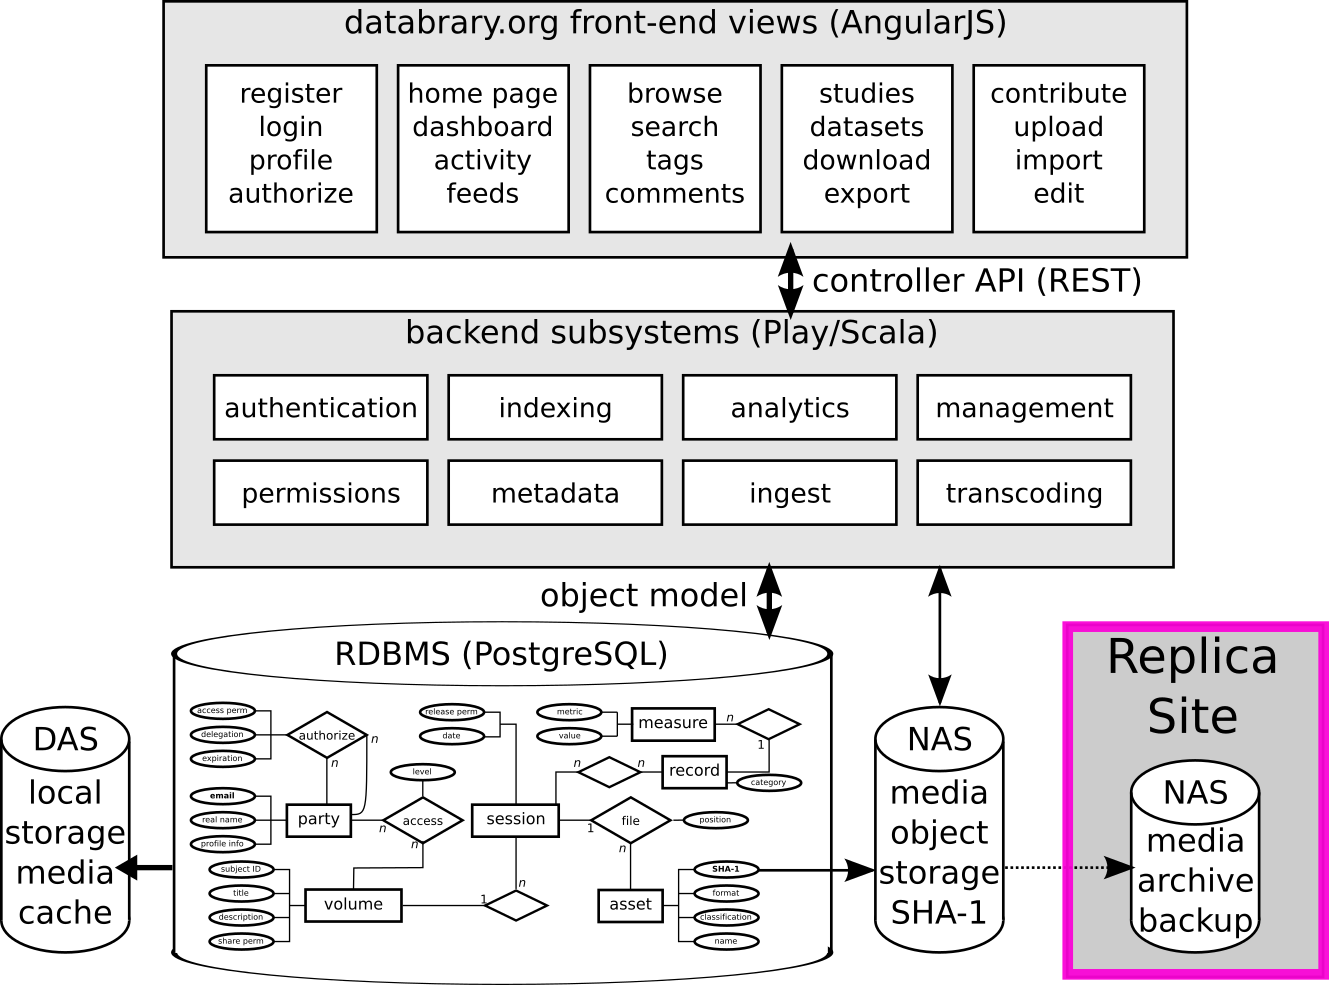 databrary.org front-end views (AngularJS)
register
login
profile
authorize
home page
dashboard
activity
feeds
browse
search
tags
comments
studies
datasets
download
export
contribute
upload
import
edit
controller API (REST)
backend subsystems (Play/Scala)
authentication
indexing
analytics
management
permissions
metadata
ingest
transcoding
object model
RDBMS (PostgreSQL)
access perm
delegation
expiration
authorize
n
n
email
real name
profile info
party
n
access
n
level
subject ID
title
description
share perm
volume
1
n
release perm
date
session
metric
value
measure
n
1
n
n
record
category
1
file
n
position
asset
SHA-1
format
classification
name
DAS
local
storage
media
cache
NAS
media
object
storage
SHA-1
Replica
Site
NAS
media
archive
backup